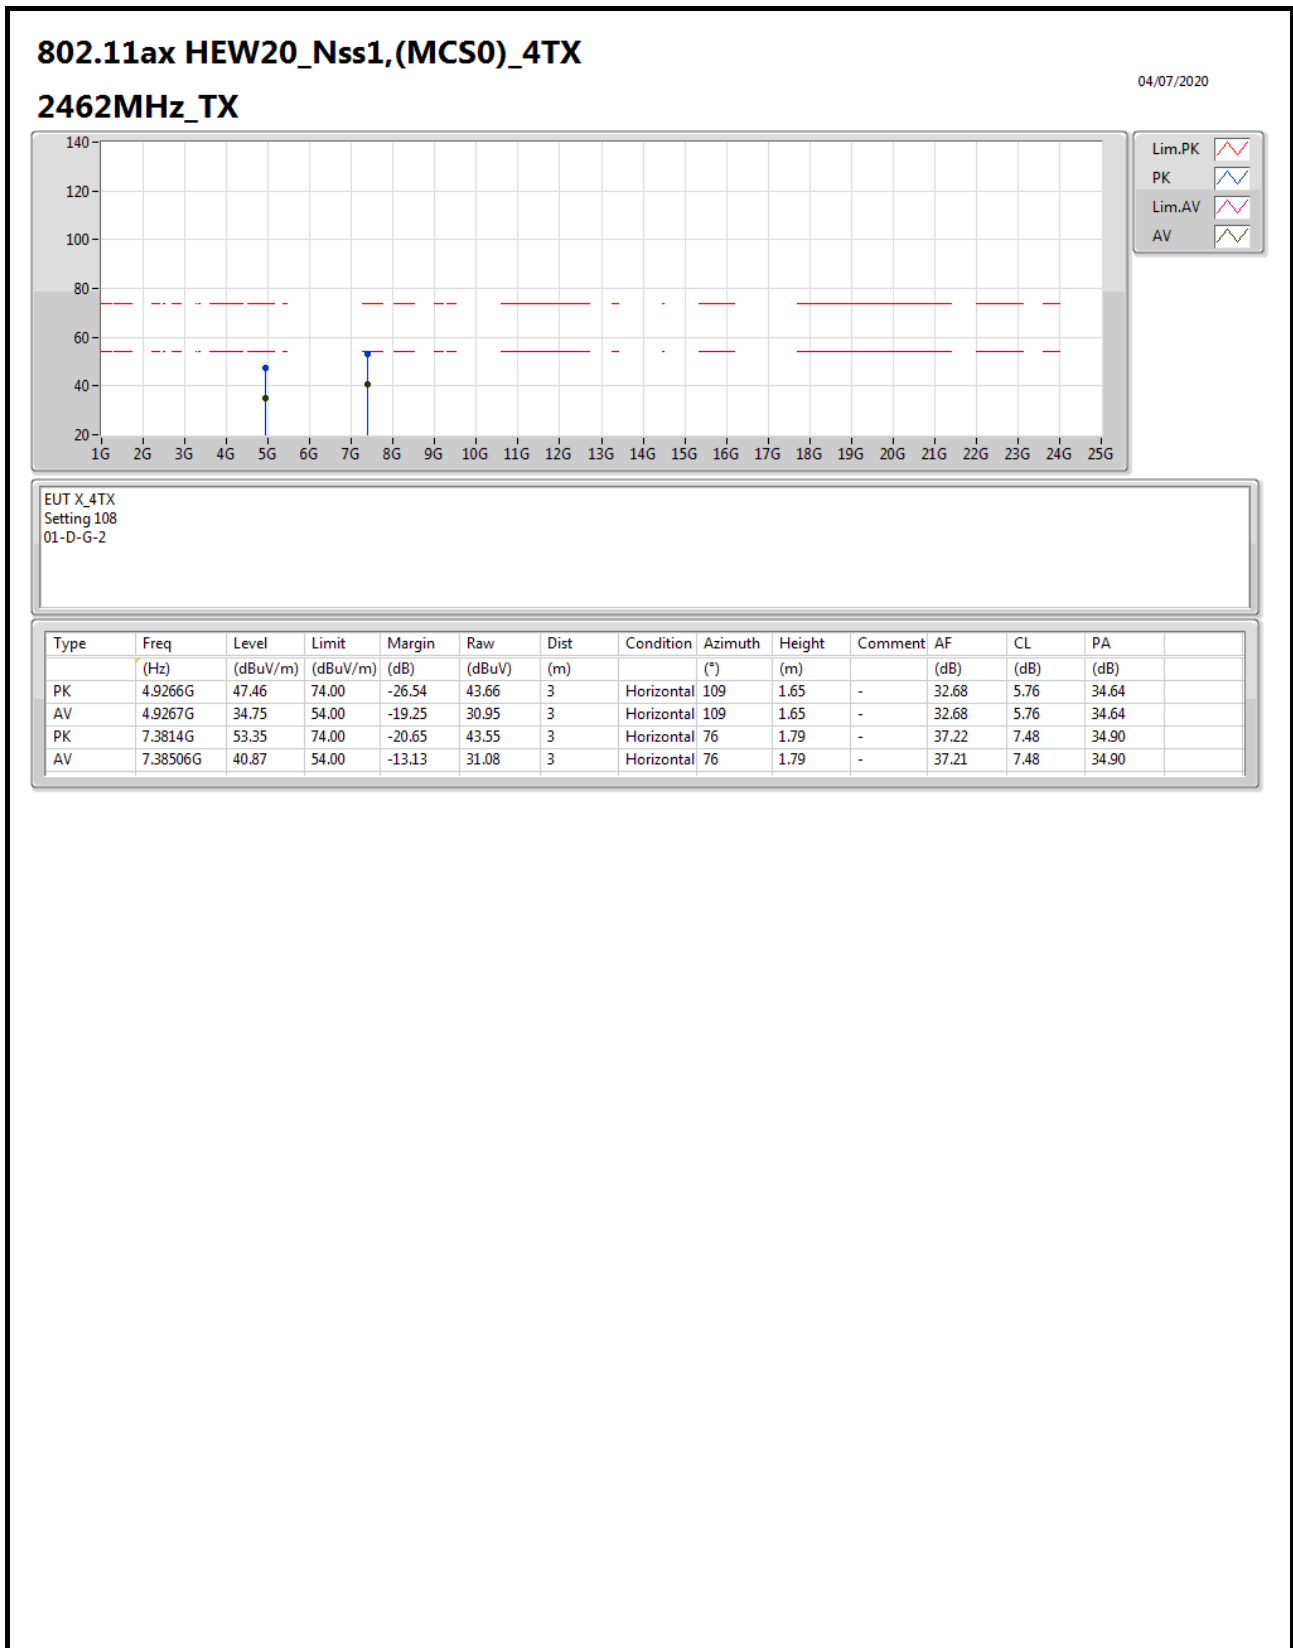 802.11ax HEW20_Nss1,(MCS0)_4TX
04/07/2020
2462MHz_TX
140
120
100
80
60
40
20
1G 2G 3G 4G 5G 6G 7G 8G 9G 10G 11G 12G 13G 14G 15G 16G 17G 18G 19G 20G 21G 22G 23G 24G 25G
Lim.PK
PK
Lim.AV
AV
EUT X_4TX
Setting 108
01-D-G-2
Type Freq Level Limit Margin Raw Dist Condition Azimuth Height Comment AF CL PA
(Hz) (dBuV/m) (dBuV/m) (dB) (dBuV) (m) (°) (m) (dB) (dB) (dB)
PK 4.9266G 47.46 74.00 -26.54 43.66 3 Horizontal 109 1.65 - 32.68 5.76 34.64
AV 4.9267G 34.75 54.00 -19.25 30.95 3 Horizontal 109 1.65 - 32.68 5.76 34.64
PK 7.3814G 53.35 74.00 -20.65 43.55 3 Horizontal 76 1.79 - 37.22 7.48 34.90
AV 7.38506G 40.87 54.00 -13.13 31.08 3 Horizontal 76 1.79 - 37.21 7.48 34.90